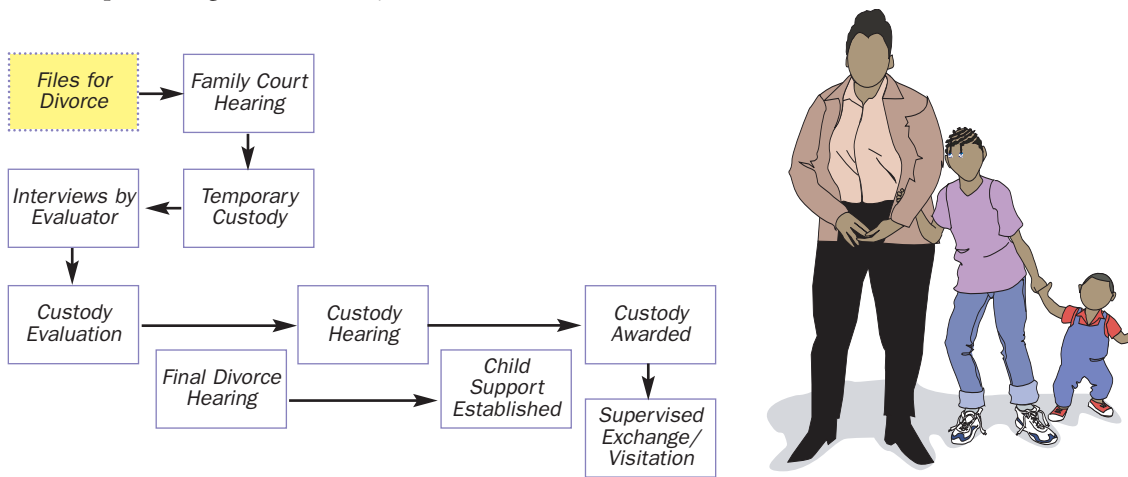 Files for
Divorce
Family Court
Hearing
Interviews by
Evaluator
Temporary
Custody
Custody
Evaluation
Custody
Hearing
Custody
Awarded
Final Divorce
Hearing
Child
Support
Established
Supervised
Exchange/
Visitation